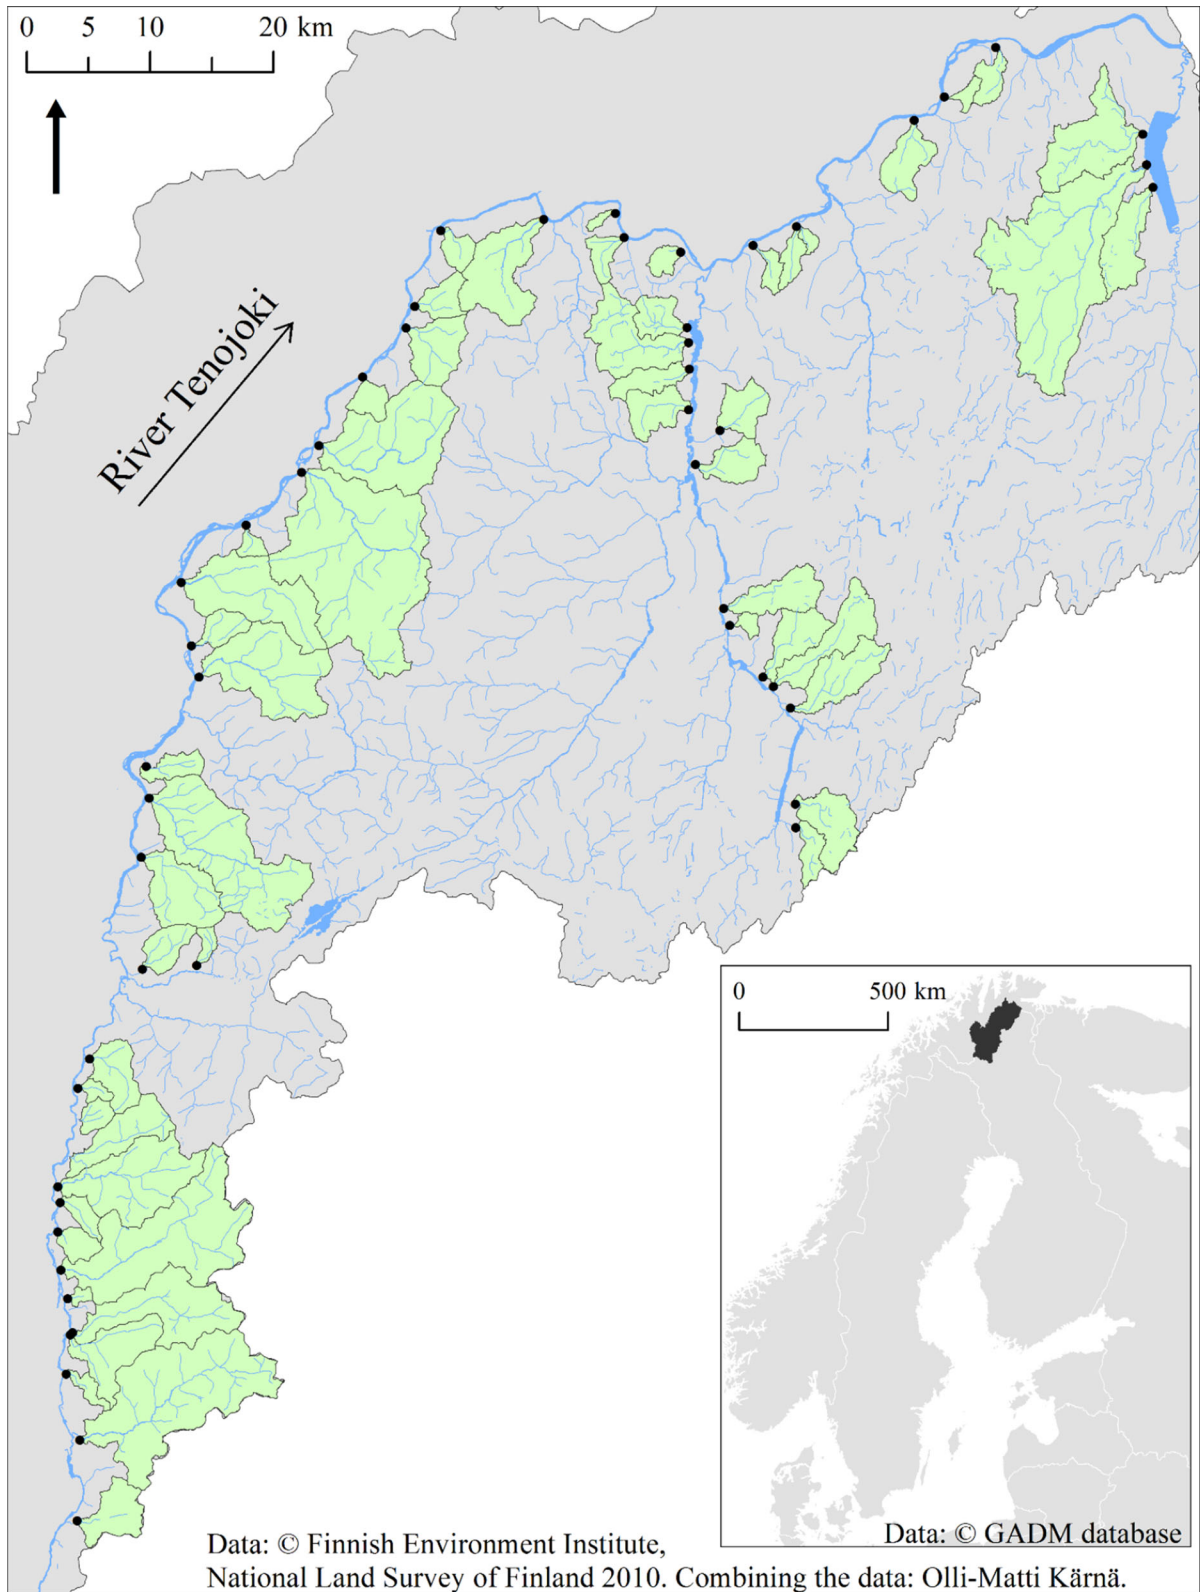 0 5 10 20 km
River Tenojoki
0 500 km
Data: © GADM database
Data: © Finnish Environment Institute,
National Land Survey of Finland 2010. Combining the data: Olli-Matti Kärnä.